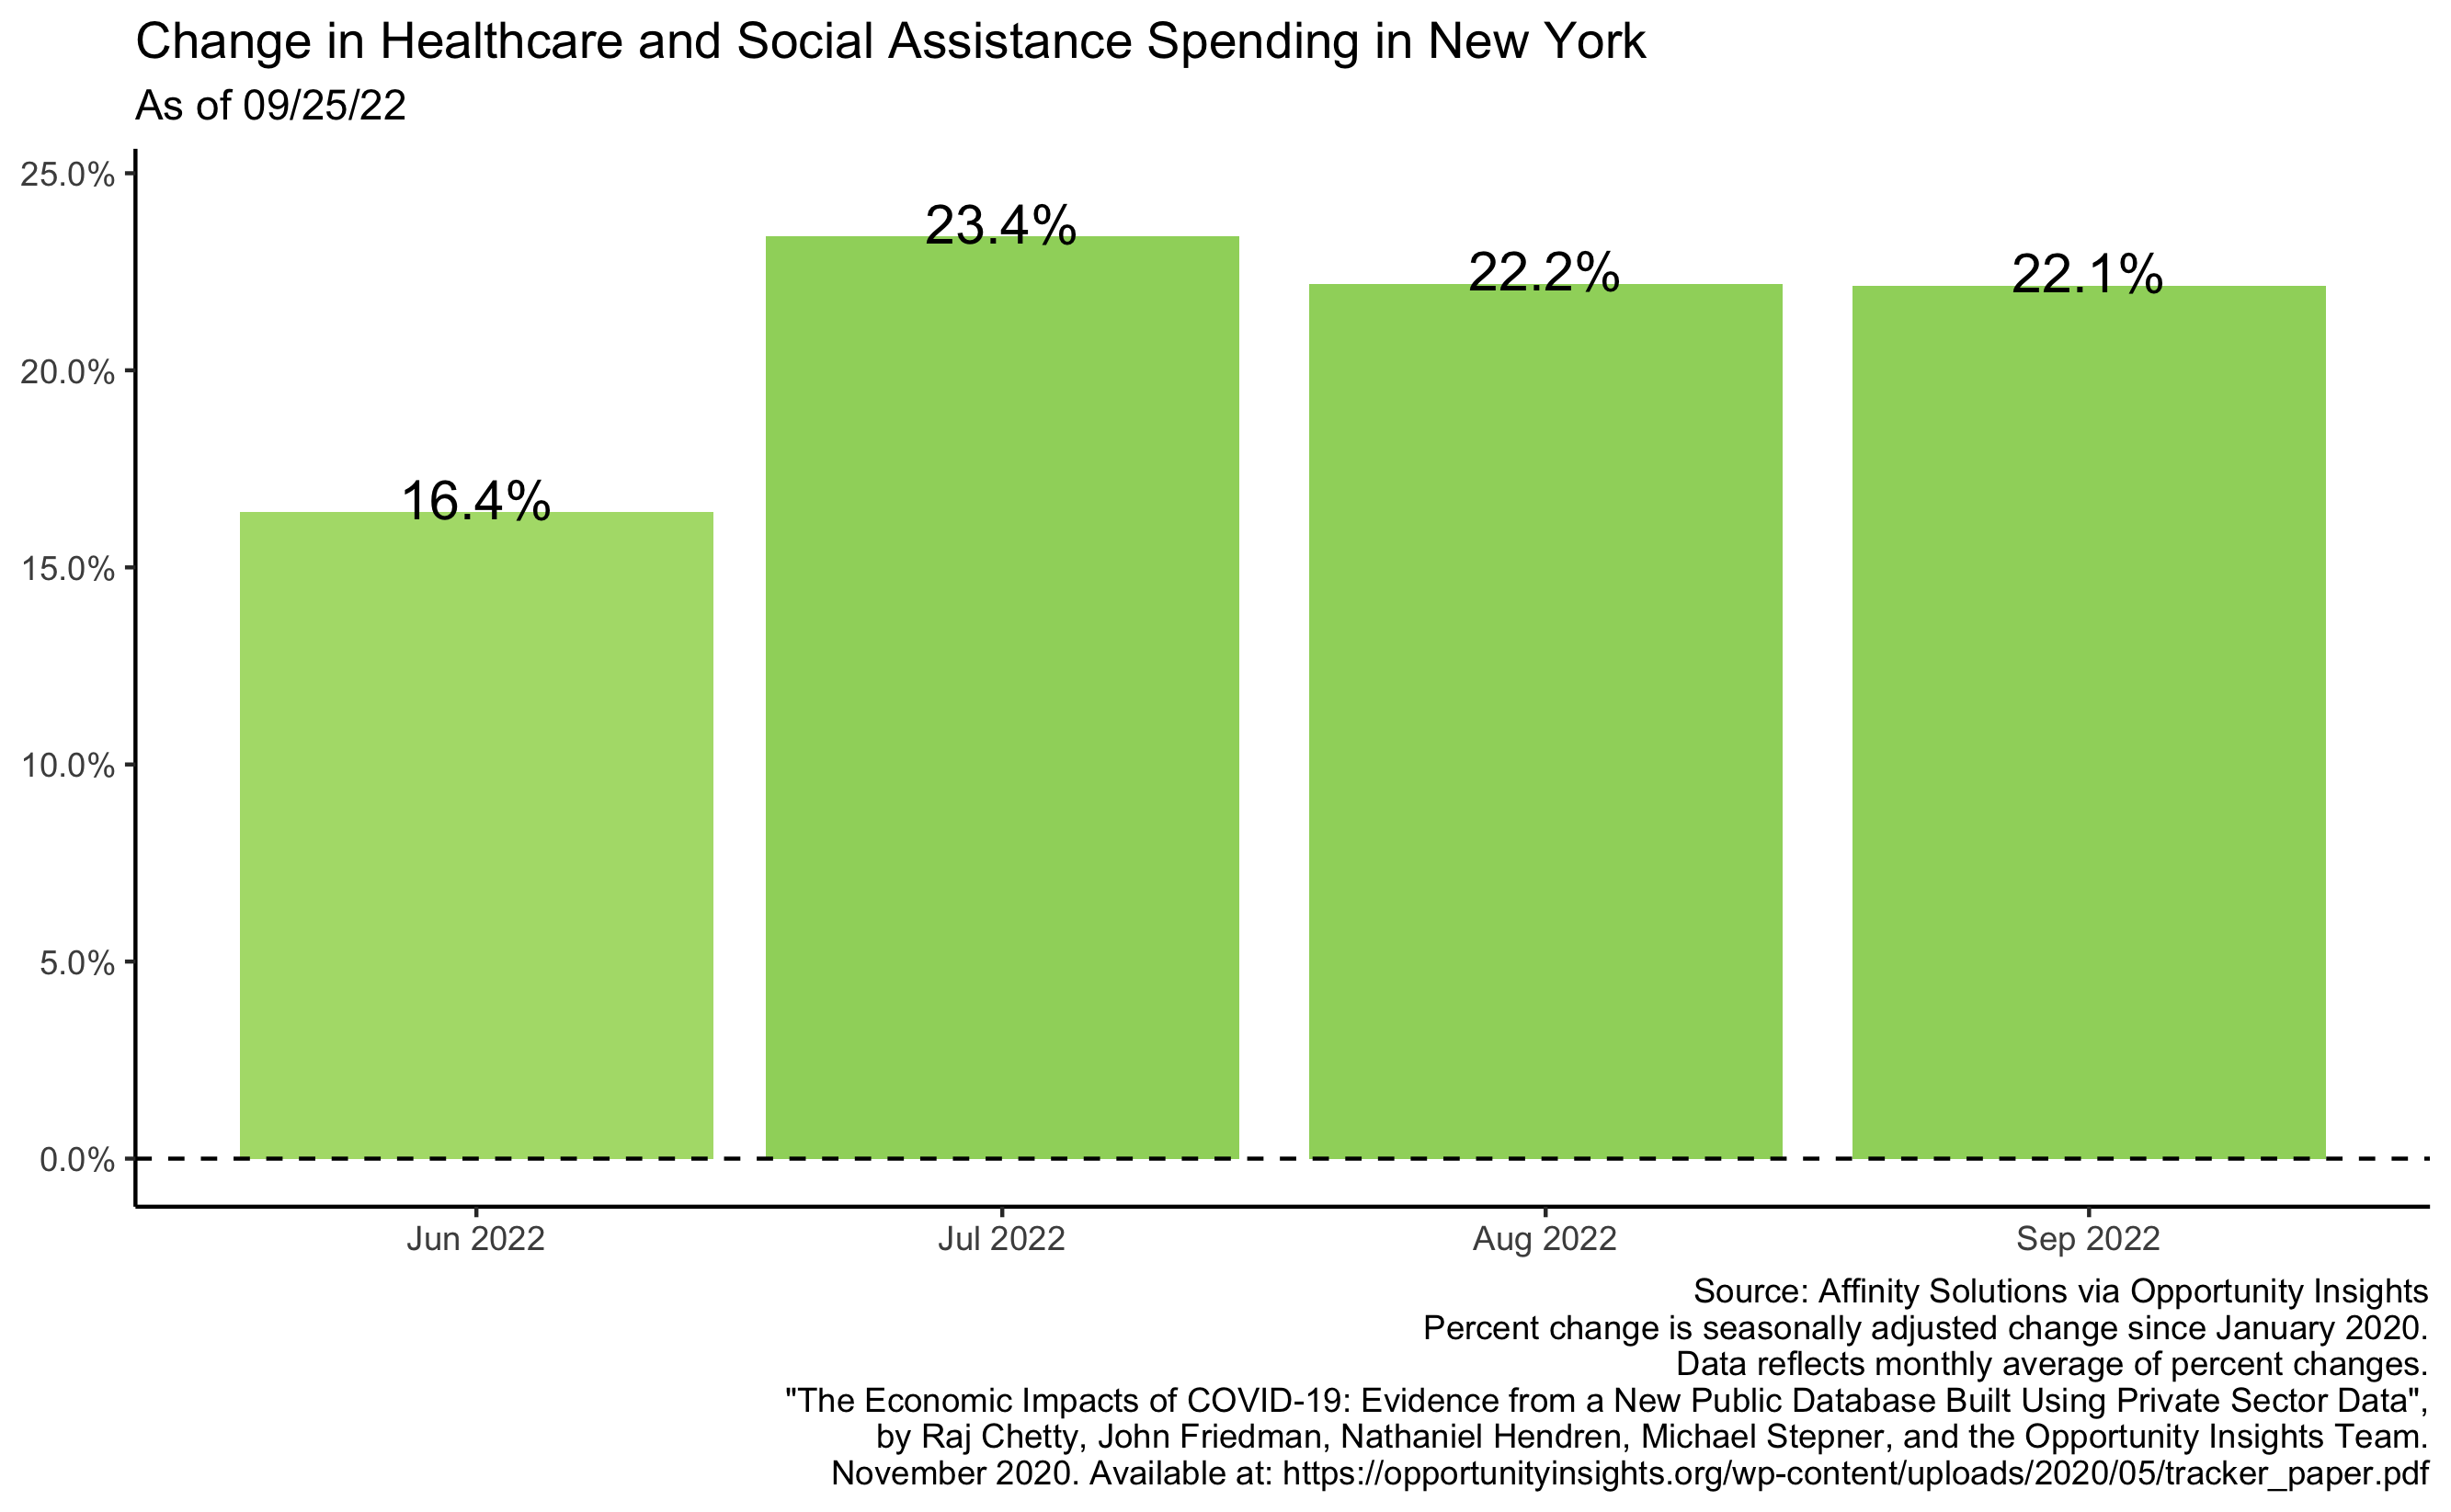 Change in Healthcare and Social Assistance Spending in New York
As of 09/25/22
25.0%
20.0%
15.0%
10.0%
5.0%
0.0%
16.4%
23.4%
22.2%
22.1%
Jun 2022
Jul 2022
Aug 2022
Sep 2022
Source: Affinity Solutions via Opportunity Insights
Percent change is seasonally adjusted change since January 2020.
Data reflects monthly average of percent changes.
"The Economic Impacts of COVID-19: Evidence from a New Public Database Built Using Private Sector Data",
by Raj Chetty, John Friedman, Nathaniel Hendren, Michael Stepner, and the Opportunity Insights Team.
November 2020. Available at: https://opportunityinsights.org/wp-content/uploads/2020/05/tracker_paper.pdf